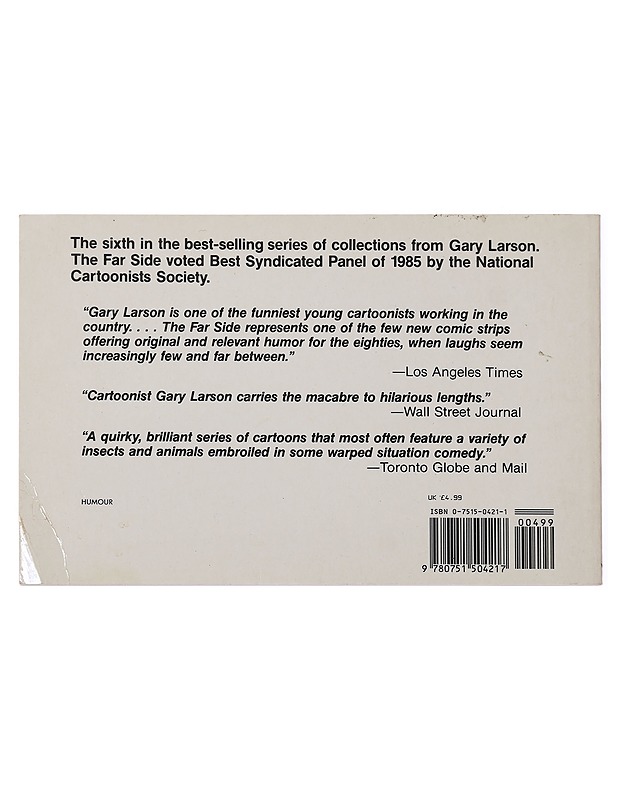 The sixth in the best-selling series of collections from Gary Larson.
The Far Side voted Best Syndicated Panel of 1985 by the National
Cartoonists Society.
“Gary Larson is one of the funniest young cartoonists working in the
country. . . . The Far Side represents one of the few new comic strips
offering original and relevant humor for the eighties, when laughs seem
increasingly few and far between.”
—Los Angeles Times
“Cartoonist Gary Larson carries the macabre to hilarious lengths.”
—Wall Street Journal
“A quirky, brilliant series of cartoons that most often feature a variety of
insects and animals embroiled in some warped situation comedy.”
—Toronto Globe and Mail
HUMOUR
UK £4.99
ISBN 0-7515-0421-1
00499
9 780751 504217